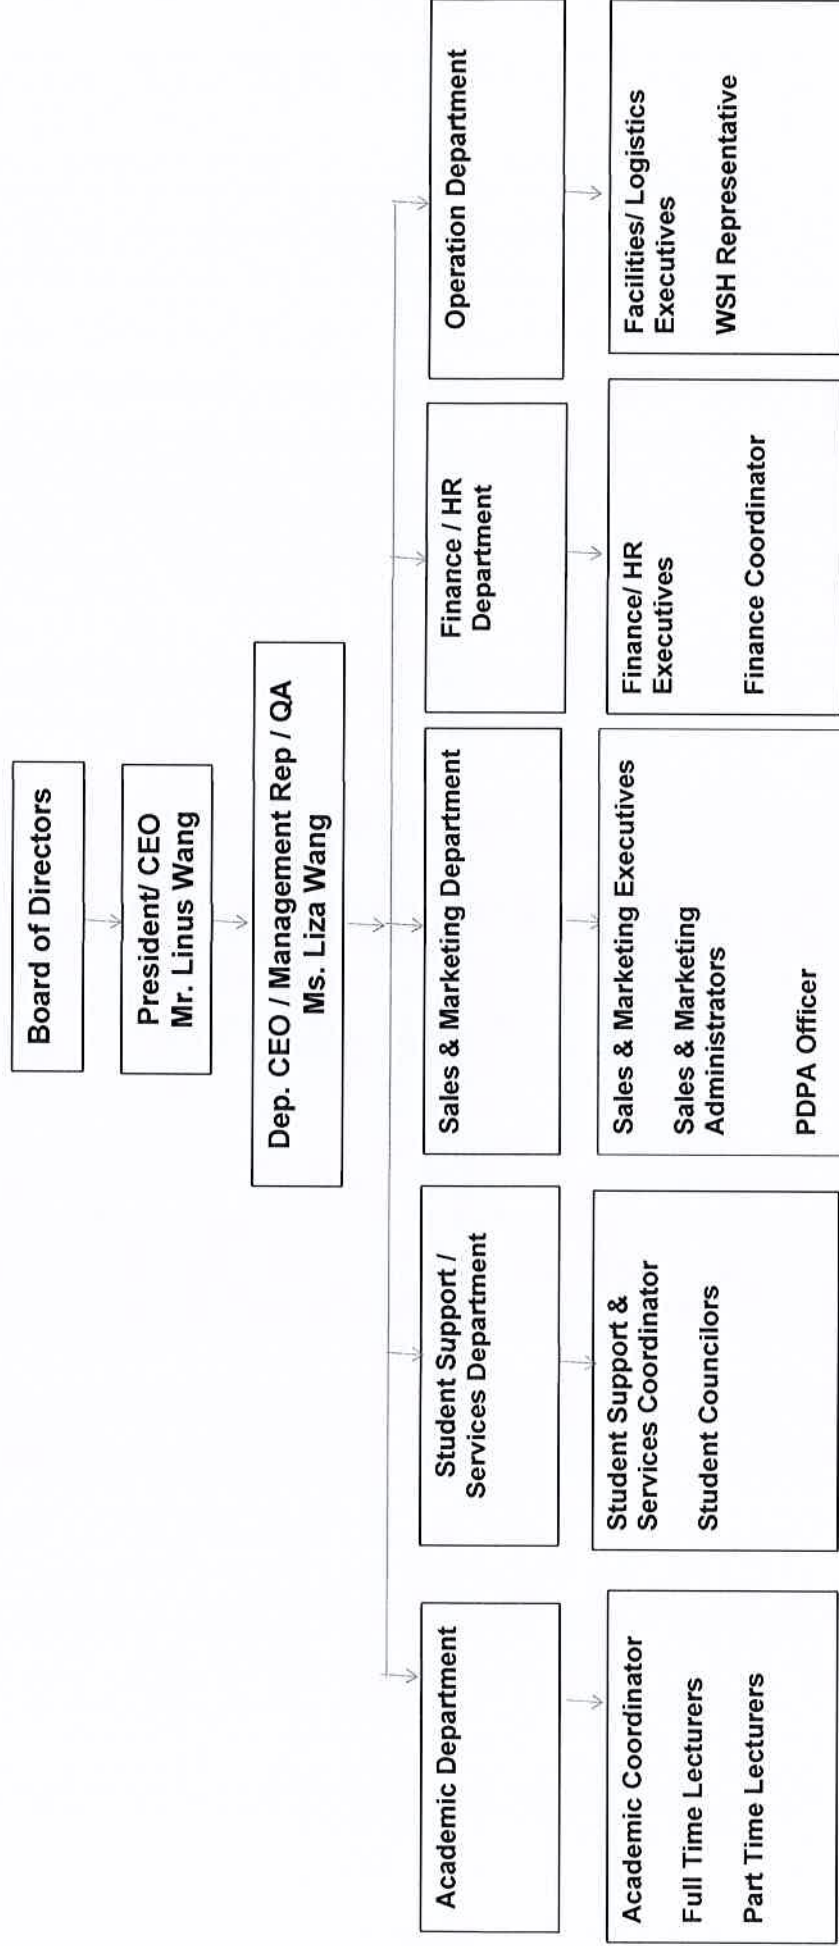 Board of Directors
President/ CEO
Mr. Linus Wang
Dep. CEO / Management Rep / QA
Ms. Liza Wang
Academic Department
Student Support /
Services Department
Sales & Marketing Department
Finance / HR
Department
Operation Department
Academic Coordinator
Full Time Lecturers
Part Time Lecturers
Student Support &
Services Coordinator
Student Councilors
Sales & Marketing Executives
Sales & Marketing
Administrators
PDPA Officer
Finance/ HR
Executives
Finance Coordinator
Facilities/ Logistics
Executives
WSH Representative